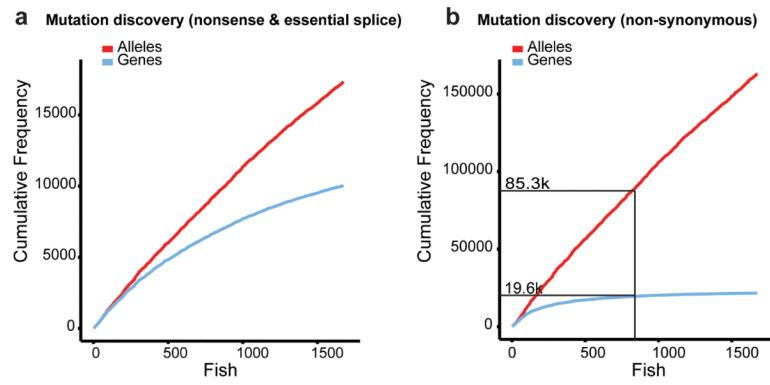 a Mutation discovery (nonsense & essential splice)
Alleles
Genes
Cumulative Frequency
15000
10000
5000
0
0 500 1000 1500
Fish
b Mutation discovery (non-synonymous)
Alleles
Genes
Cumulative Frequency
150000
100000
85.3k
50000
19.6k
0
0 500 1000 1500
Fish